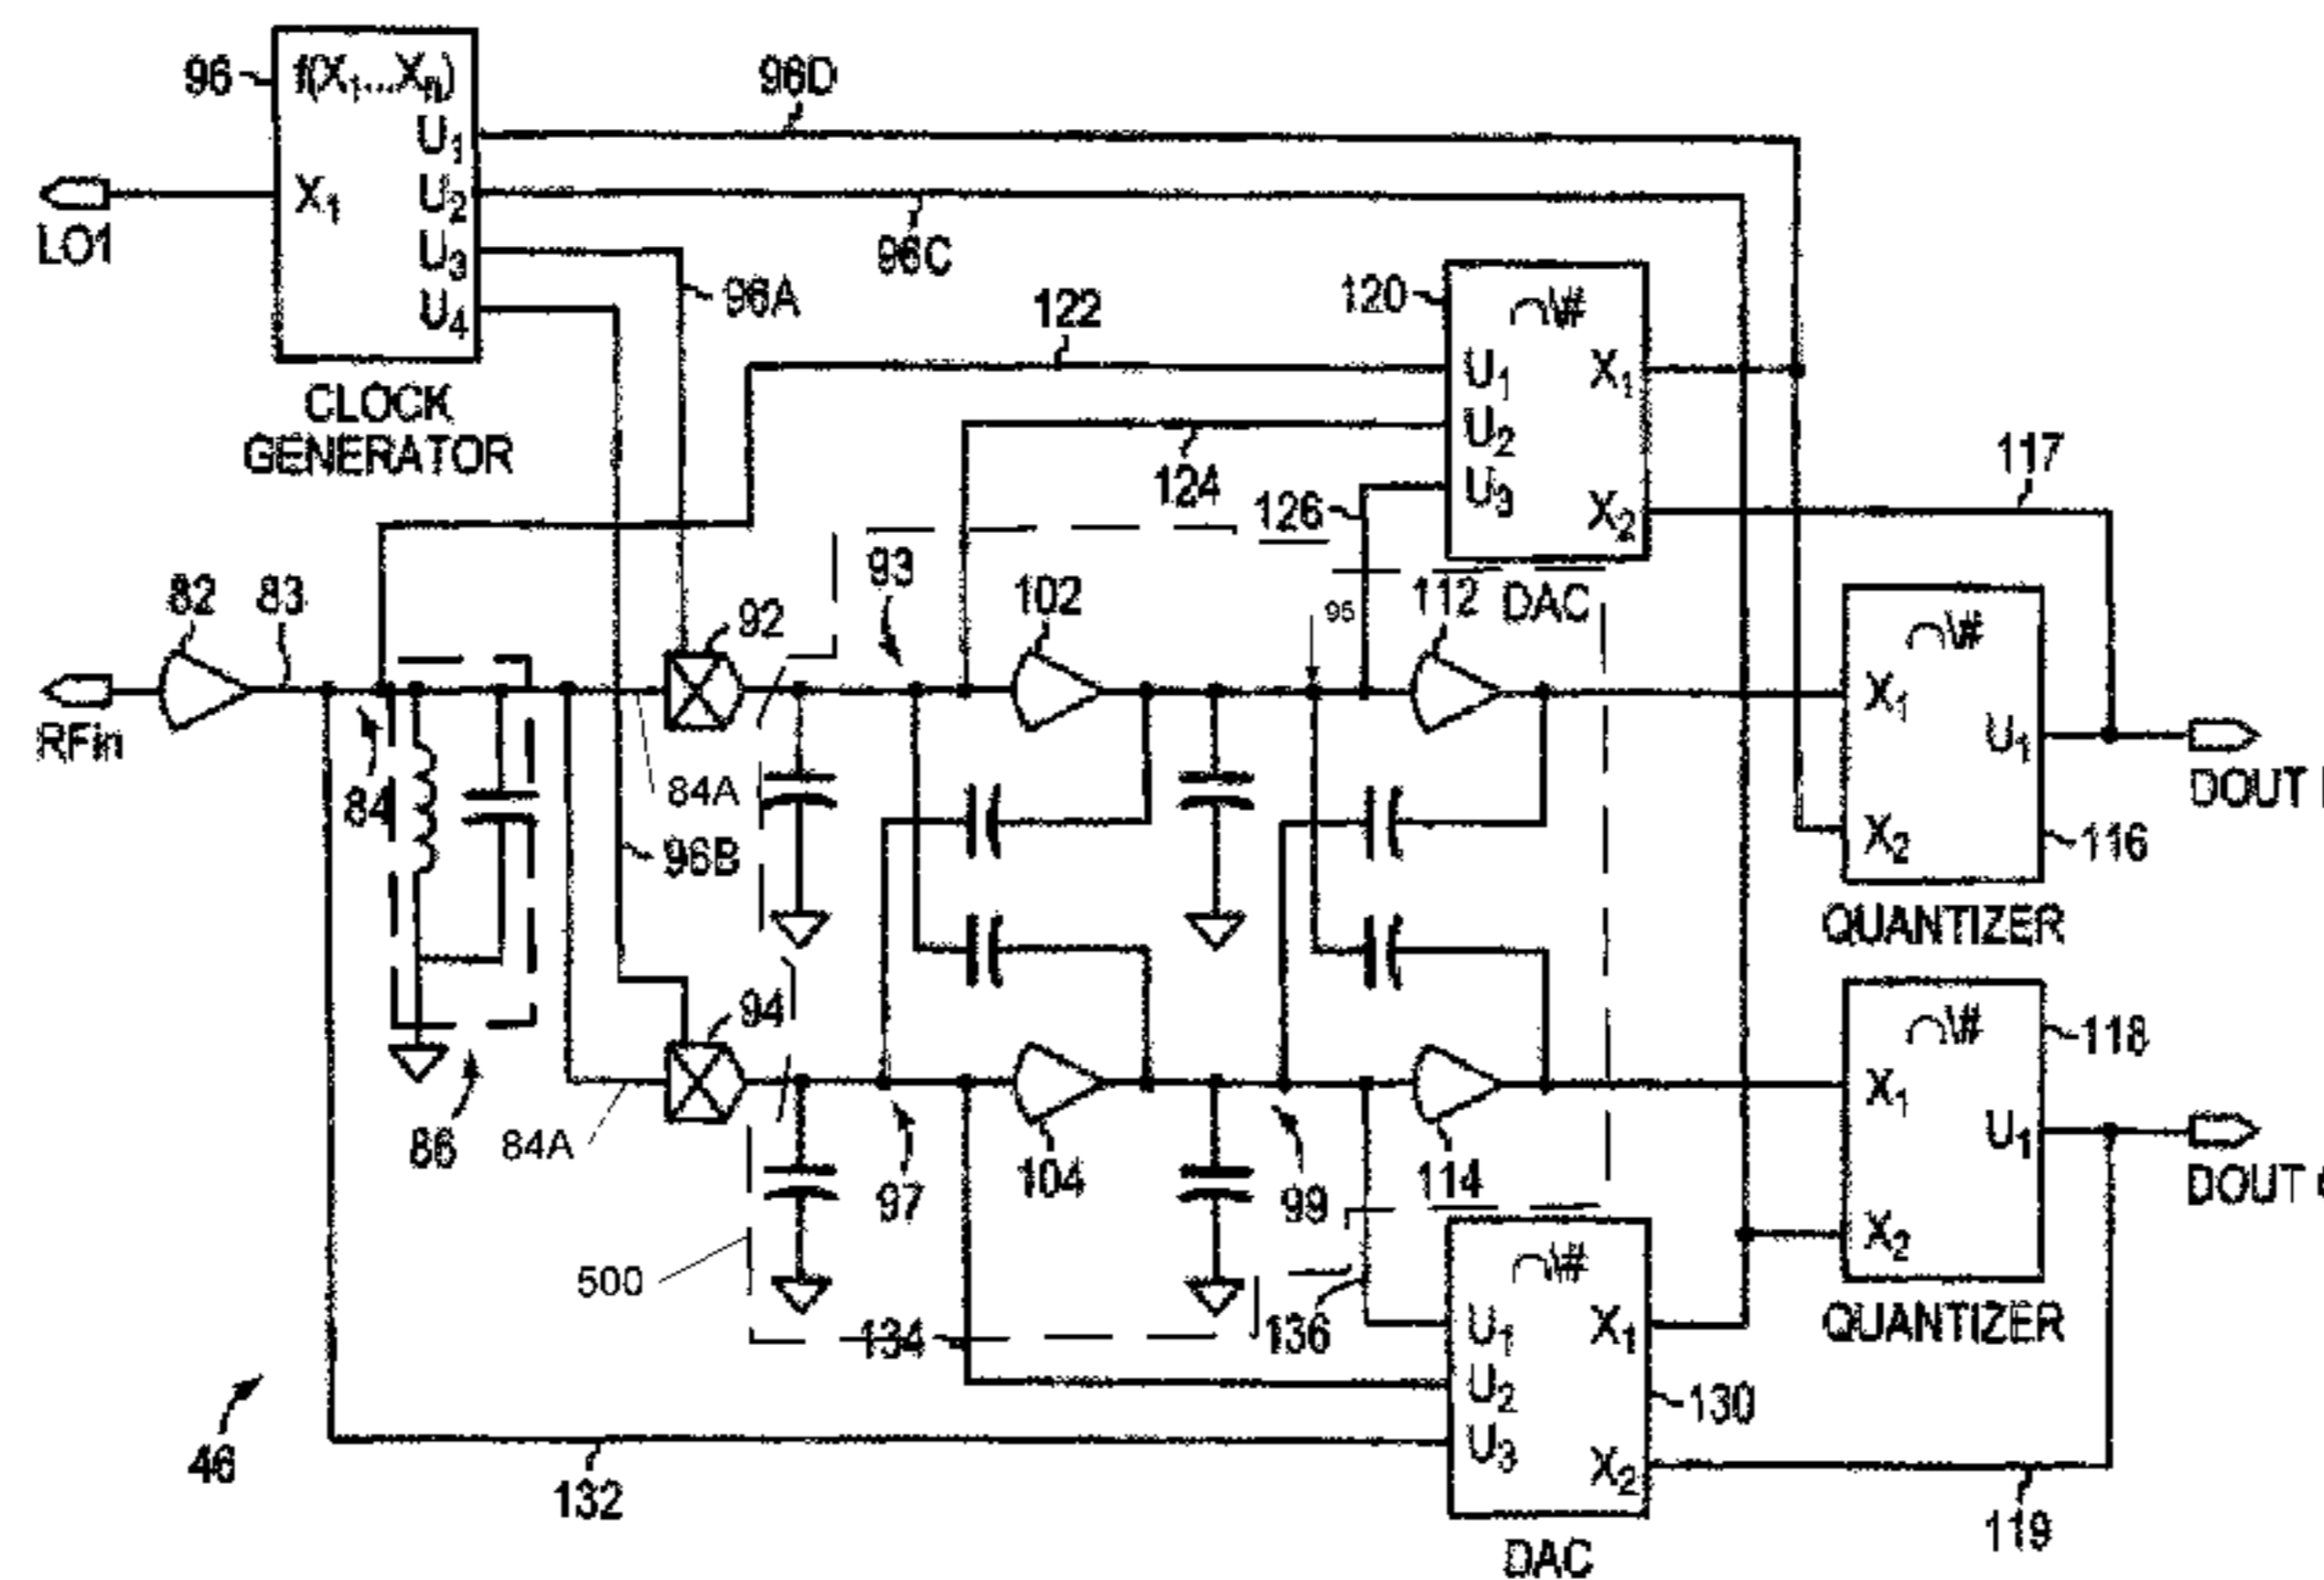 96
f(X₁...Xₙ)
U₁
96D
X₁
U₂
LO1
96C
U₃
96A
U₄
CLOCK
GENERATOR
122
120
⌒\#
U₁
X₁
U₂
124
126
U₃
X₂
117
DAC
82
83
92
93
102
95
112
RFin
84
84A
96B
⌒\#
X₁
U₁
X₂
116
DOUT
QUANTIZER
94
86
84A
97
104
99
114
500
134
136
⌒\#
118
X₁
U₁
X₂
DOUT
QUANTIZER
⌒\#
U₁
X₁
U₂
130
U₃
X₂
46
132
119
DAC